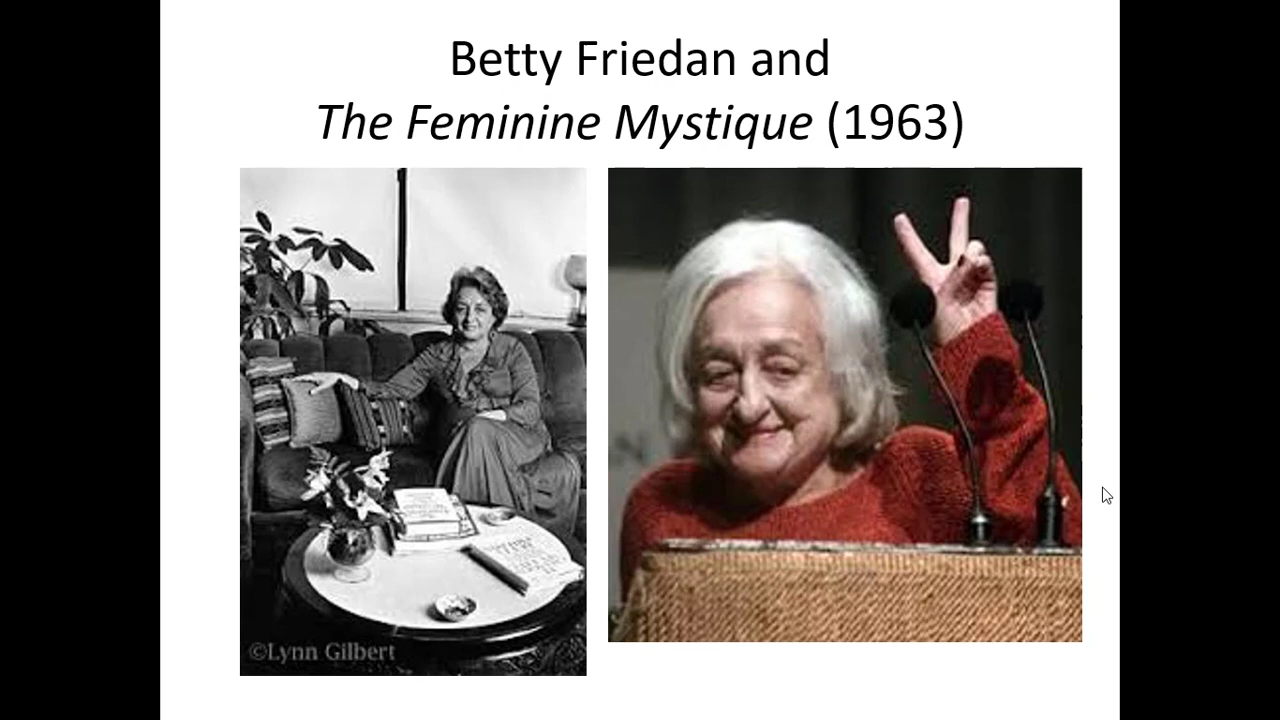 Betty Friedan and
The Feminine Mystique (1963)
©Lynn Gilbert